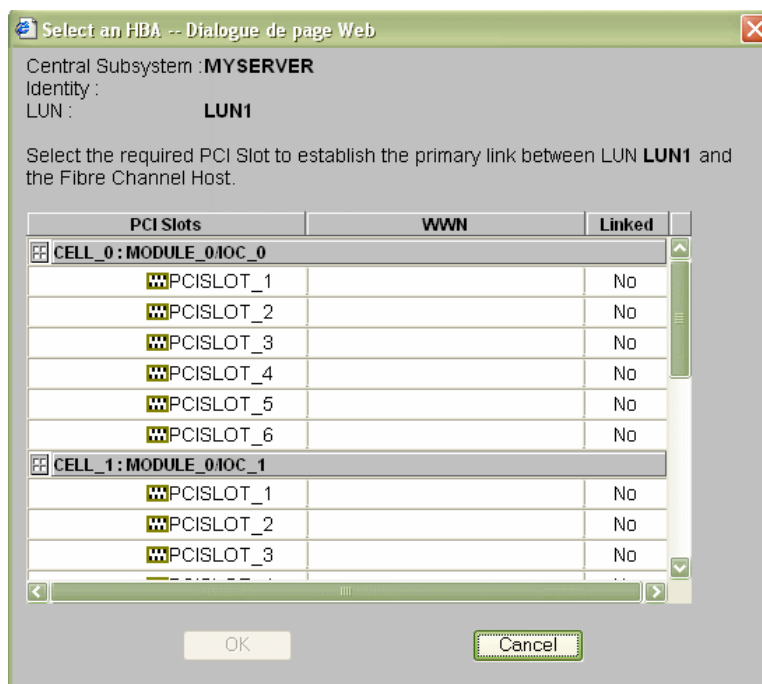 Select an HBA -- Dialogue de page Web
Central Subsystem : MYSERVER
Identity :
LUN : LUN1
Select the required PCI Slot to establish the primary link between LUN LUN1 and
the Fibre Channel Host.
PCI Slots WWN Linked
CELL_0 : MODULE_0/IOC_0
PCISLOT_1 No
PCISLOT_2 No
PCISLOT_3 No
PCISLOT_4 No
PCISLOT_5 No
PCISLOT_6 No
CELL_1 : MODULE_0/IOC_1
PCISLOT_1 No
PCISLOT_2 No
PCISLOT_3 No
OK Cancel